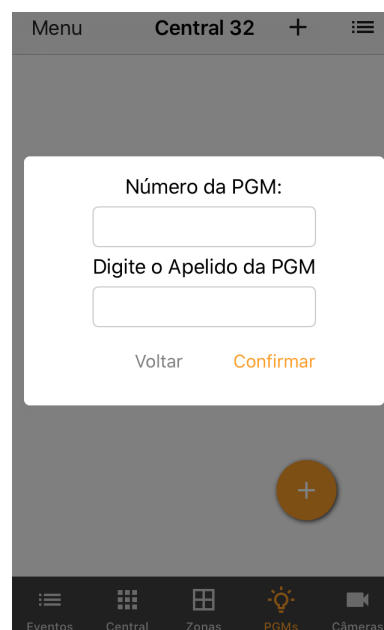 Menu Central 32 +
Número da PGM:
Digite o Apelido da PGM
Voltar Confirmar
+
Eventos Central Zonas PGMs Câmeras